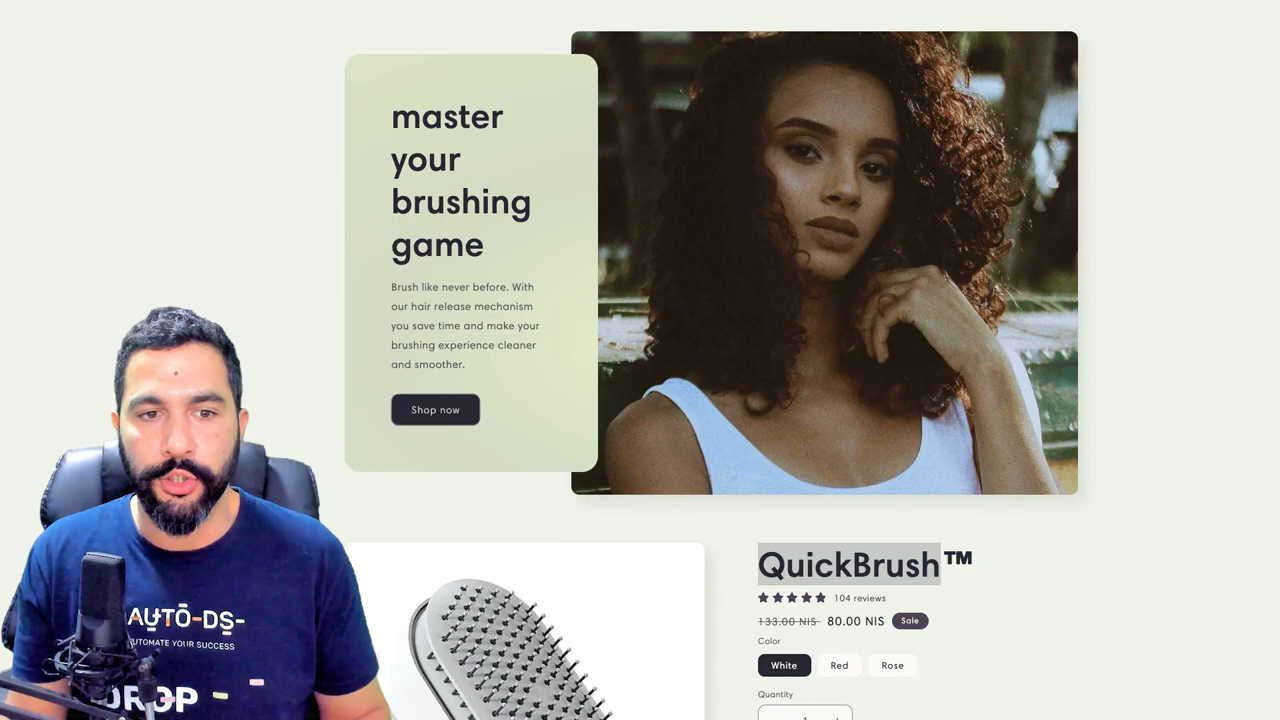 master
your
brushing
game
Brush like never before. With
our hair release mechanism
you save time and make your
brushing experience cleaner
and smoother.
Shop now
QuickBrush™
104 reviews
133.00 NIS 80.00 NIS Sale
Color
White Red Rose
Quantity
1 +
AUTO-DS-
AUTOMATE YOUR SUCCESS
DROP